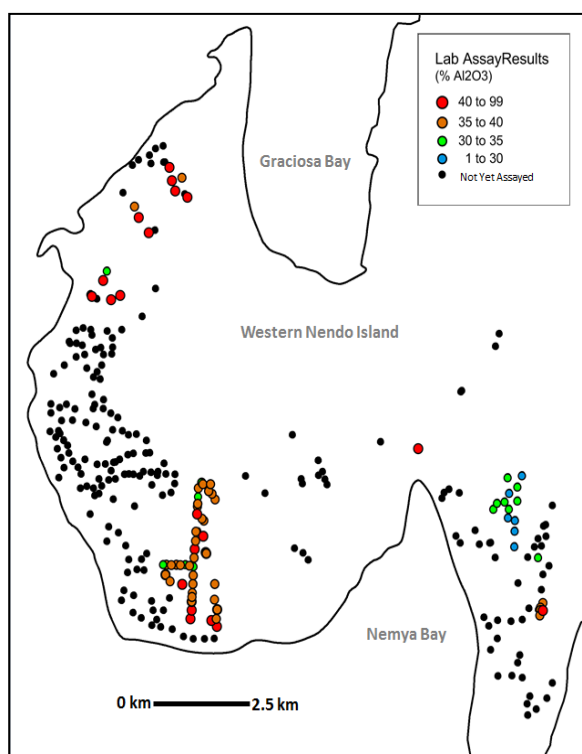 Lab AssayResults
(% Al2O3)
40 to 99
35 to 40
30 to 35
1 to 30
Not Yet Assayed
Graciosa Bay
Western Nendo Island
Nemya Bay
0 km 2.5 km